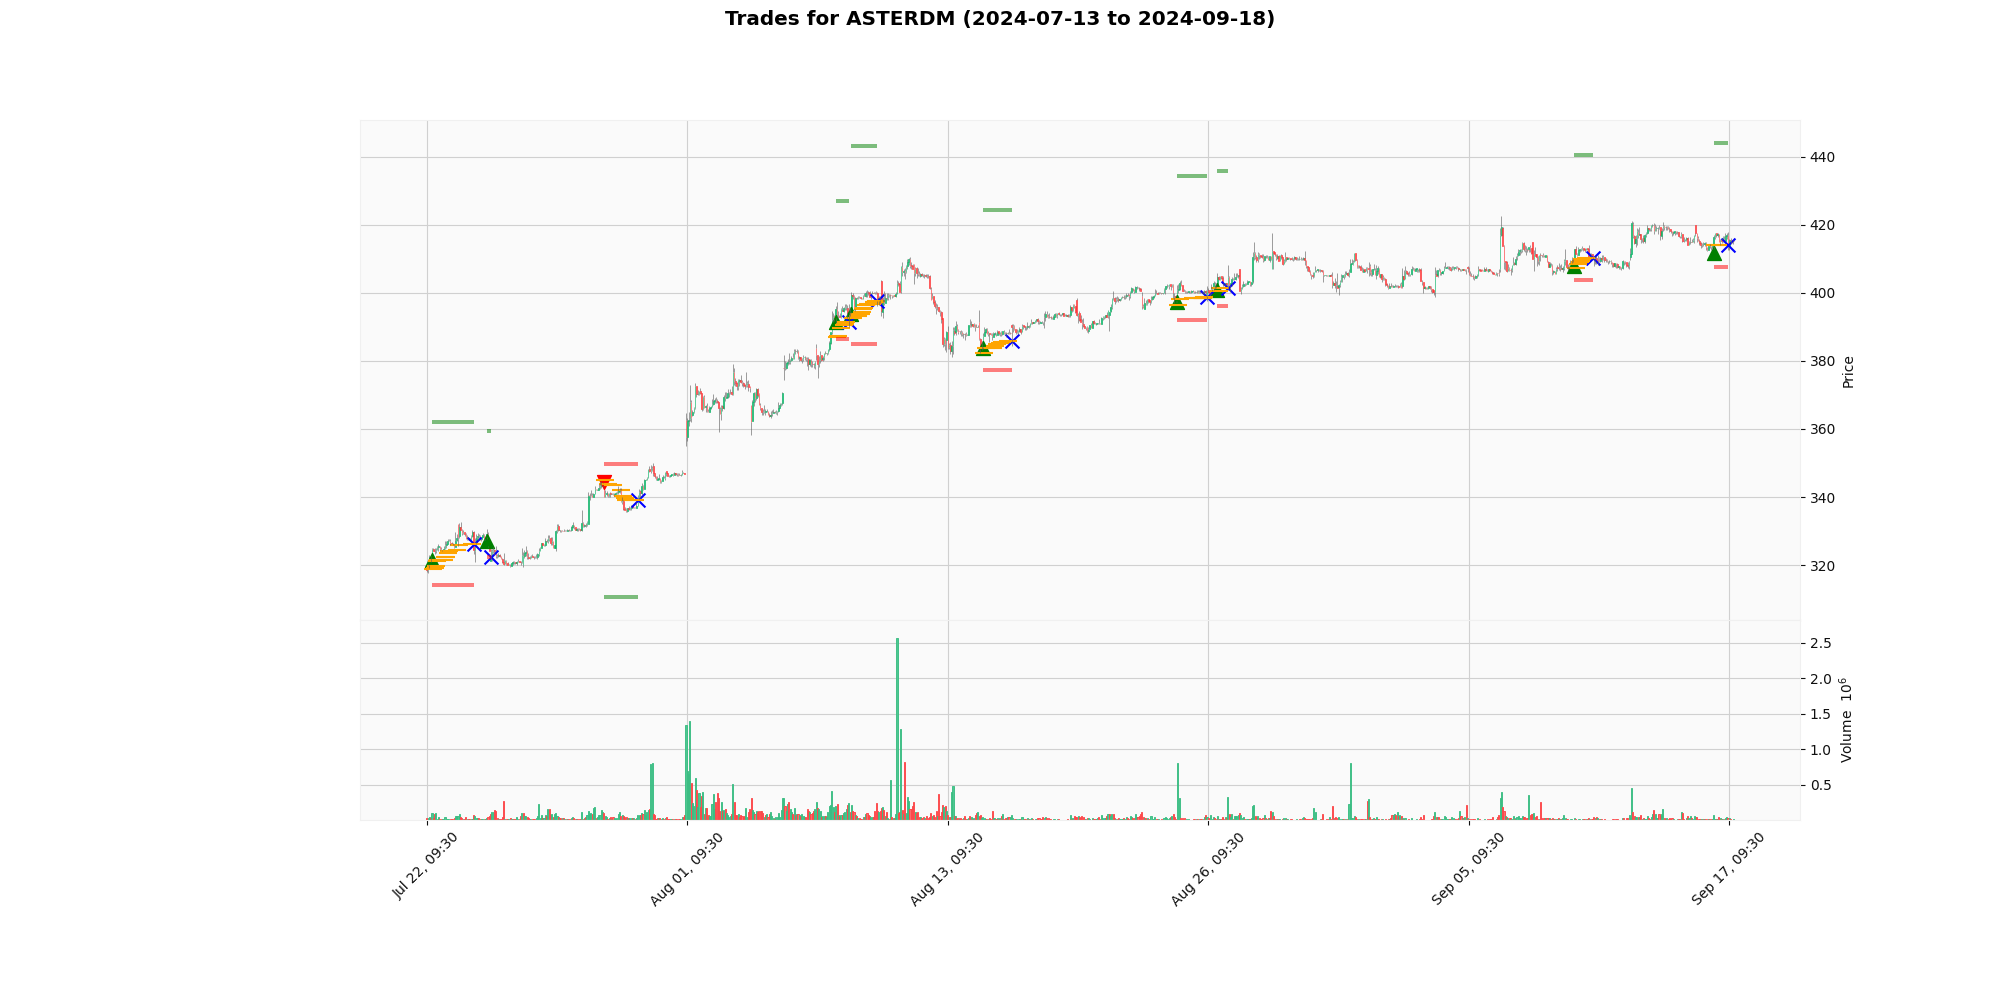 Trades for ASTERDM (2024-07-13 to 2024-09-18)
440
420
400
380
360
340
320
Price
2.5
2.0
1.5
1.0
0.5
Volume 10^6
Jul 22, 09:30
Aug 01, 09:30
Aug 13, 09:30
Aug 26, 09:30
Sep 05, 09:30
Sep 17, 09:30